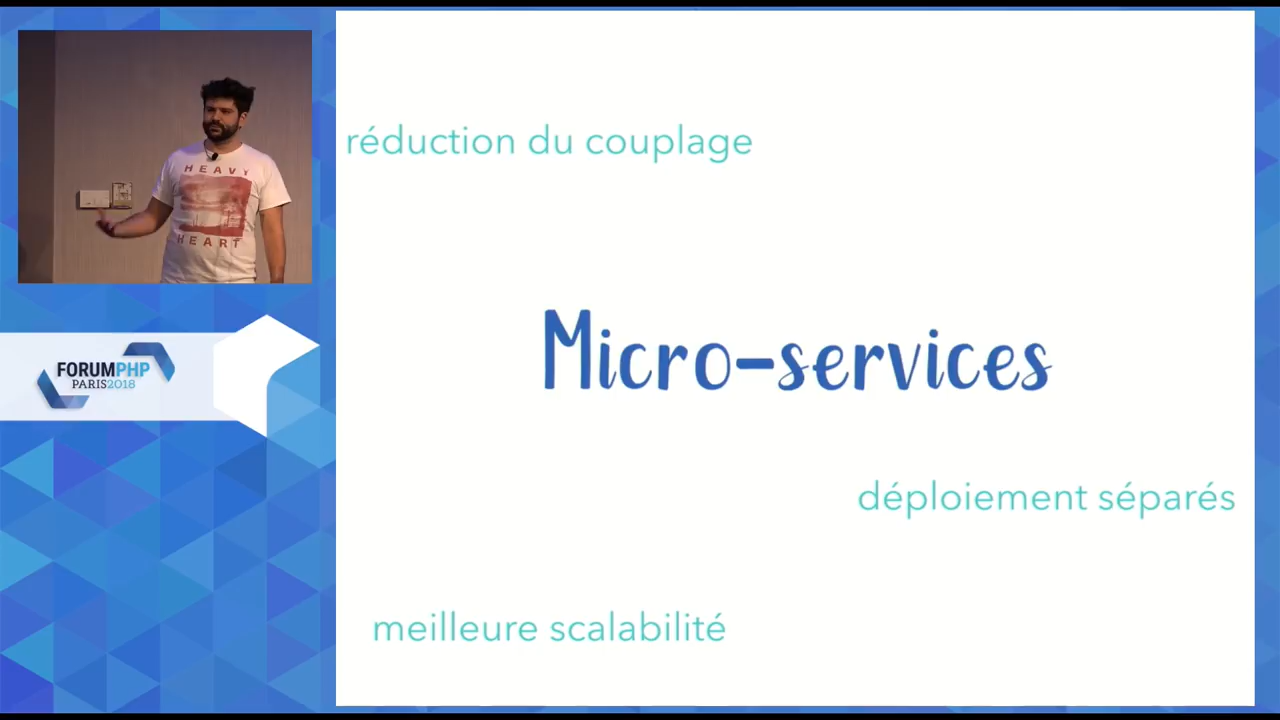 HEAVY
HEART
FORUMPHP
PARIS2018
réduction du couplage
Micro-services
déploiement séparés
meilleure scalabilité